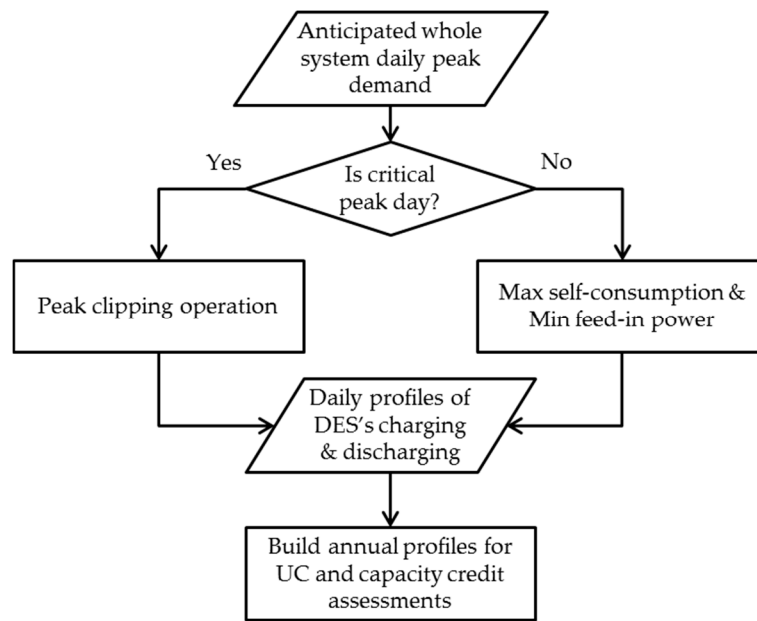 Anticipated whole
system daily peak
demand
Yes
No
Is critical
peak day?
Peak clipping operation
Max self-consumption &
Min feed-in power
Daily profiles of
DES's charging
& discharging
Build annual profiles for
UC and capacity credit
assessments